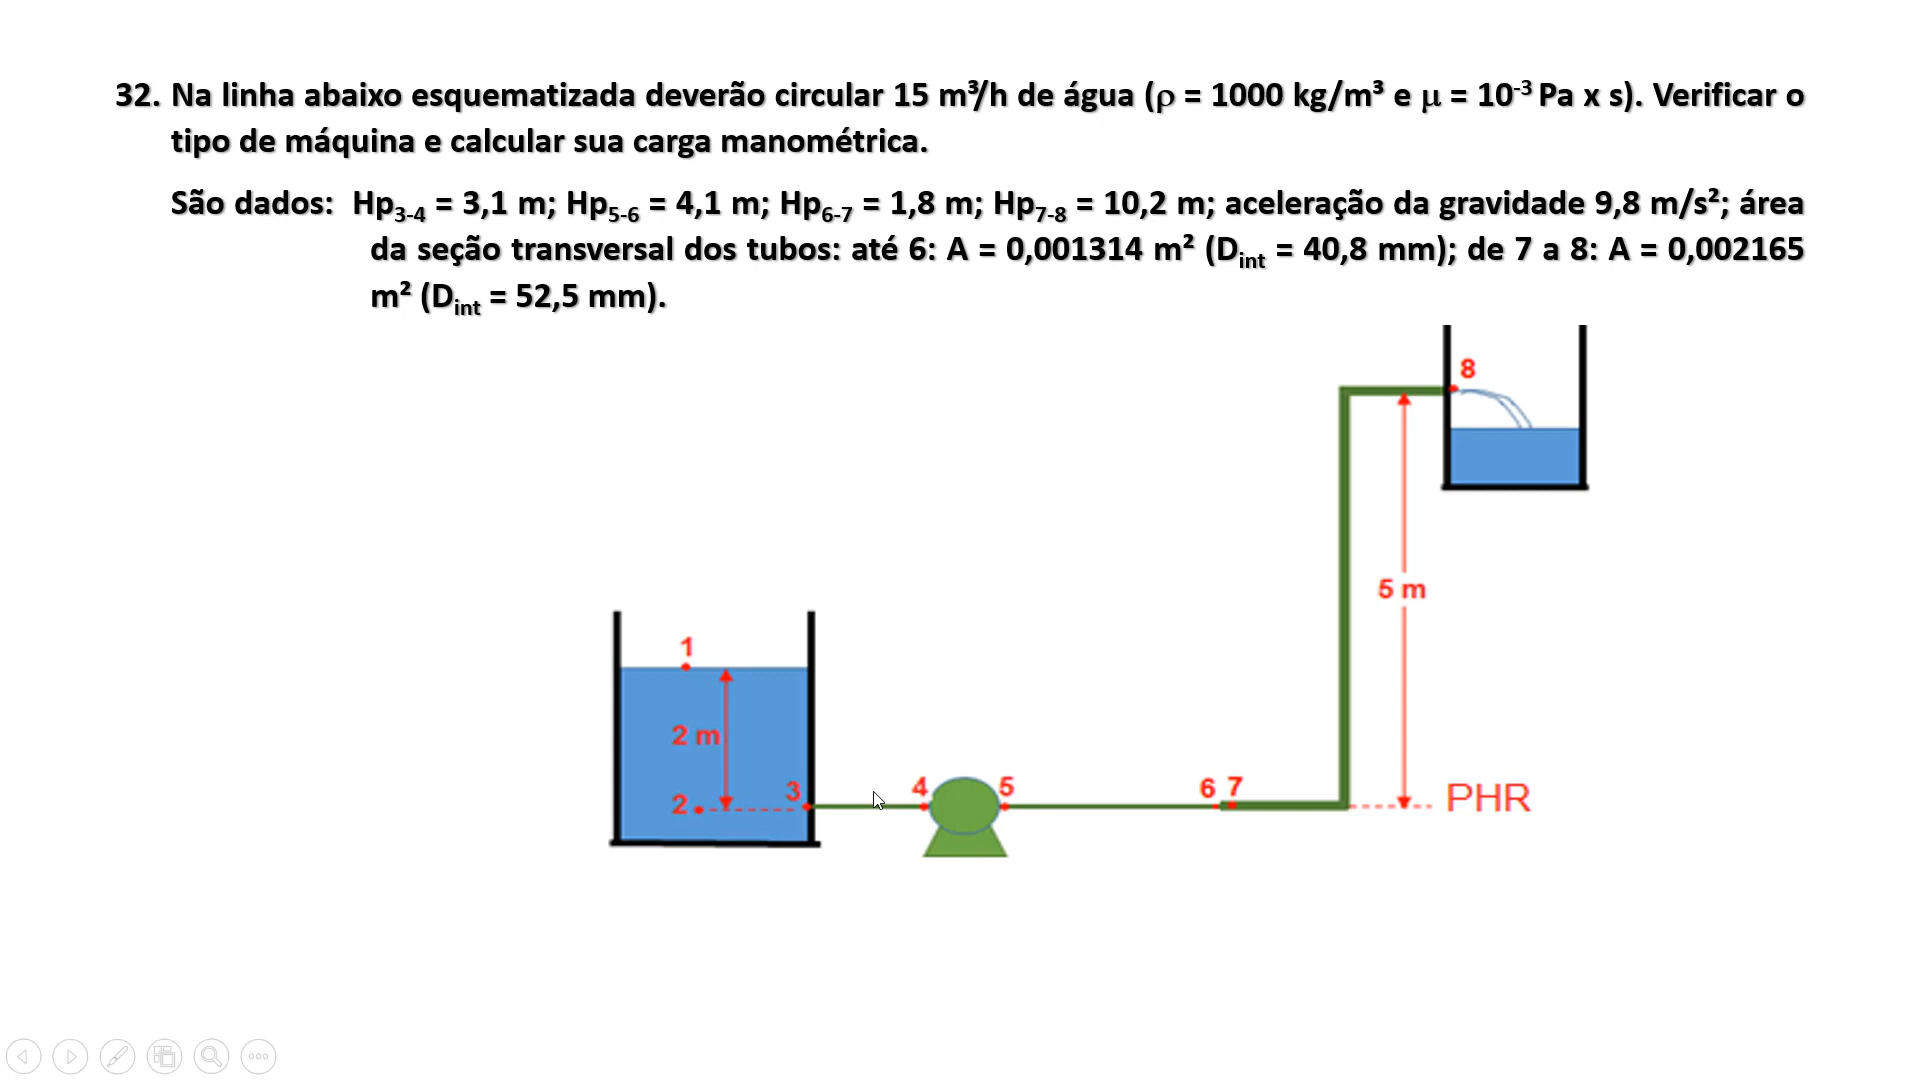 32. Na linha abaixo esquematizada deverão circular 15 m³/h de água (ρ = 1000 kg/m³ e μ = 10⁻³ Pa x s). Verificar o
tipo de máquina e calcular sua carga manométrica.
São dados: Hp₃₋₄ = 3,1 m; Hp₅₋₆ = 4,1 m; Hp₆₋₇ = 1,8 m; Hp₇₋₈ = 10,2 m; aceleração da gravidade 9,8 m/s²; área
da seção transversal dos tubos: até 6: A = 0,001314 m² (Dint = 40,8 mm); de 7 a 8: A = 0,002165
m² (Dint = 52,5 mm).
8
5 m
1
2 m
2
3
4
5
6 7
PHR